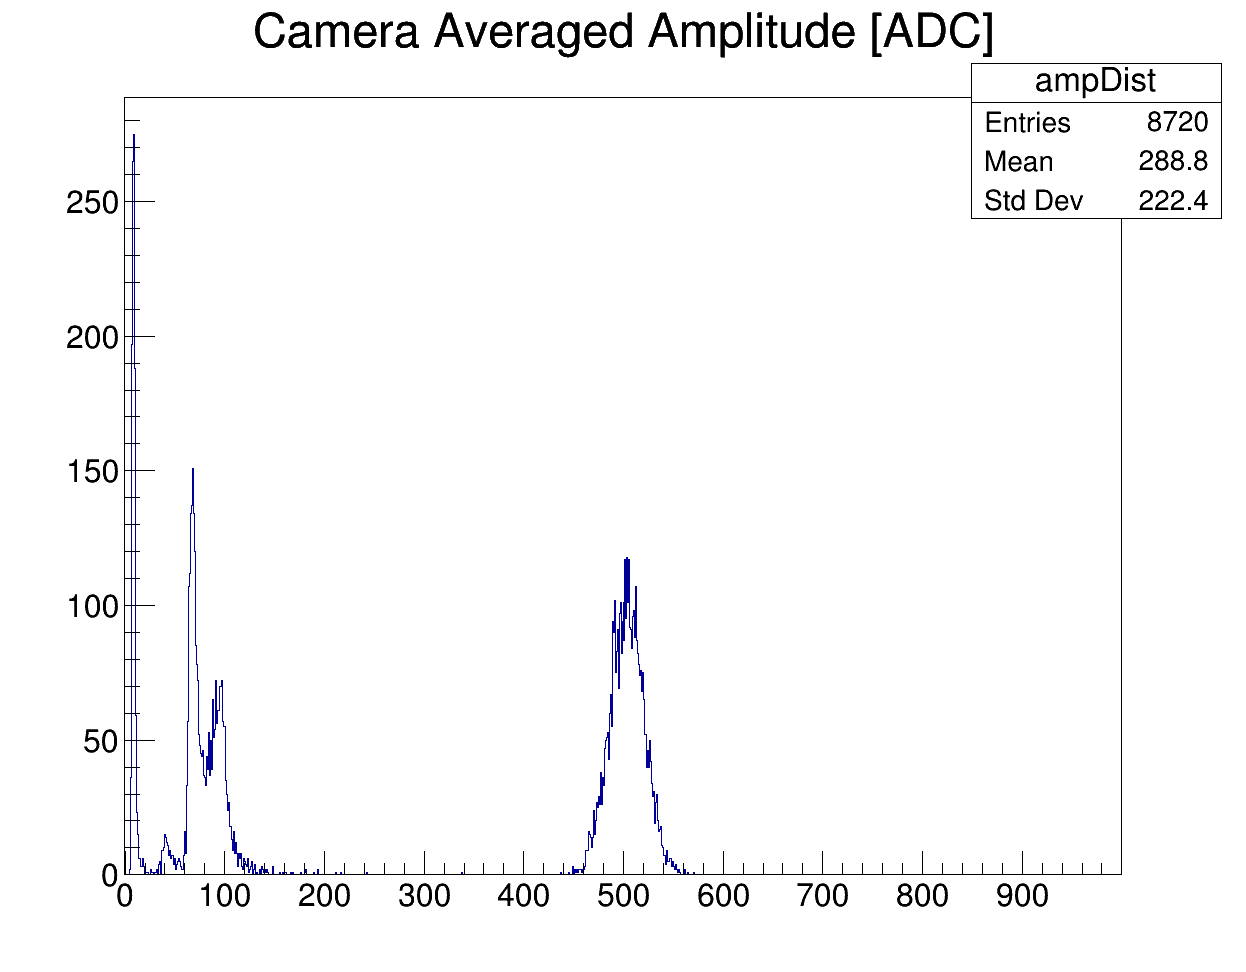 Camera Averaged Amplitude [ADC]
ampDist
Entries 8720
Mean 288.8
Std Dev 222.4
250
200
150
100
50
0
0 100 200 300 400 500 600 700 800 900